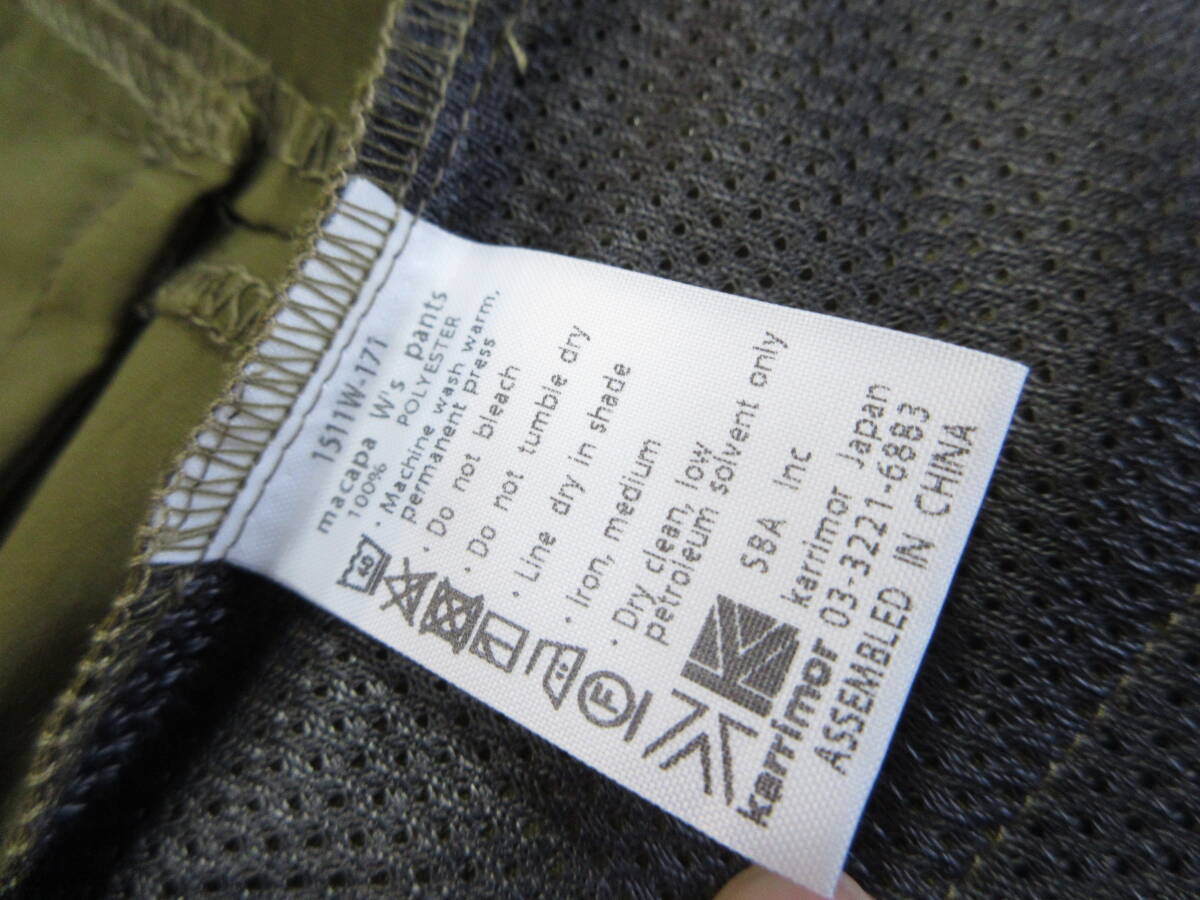 1511W-171
macapa W's pants
100% POLYESTER
· Machine wash warm,
permanent press
· Do not bleach
· Do not tumble dry
· Line dry in shade
· Iron, medium
· Dry clean, low
petroleum solvent only
40
F
SBA Inc
karrimor Japan
karrimor 03-3221-6883
ASSEMBLED IN CHINA